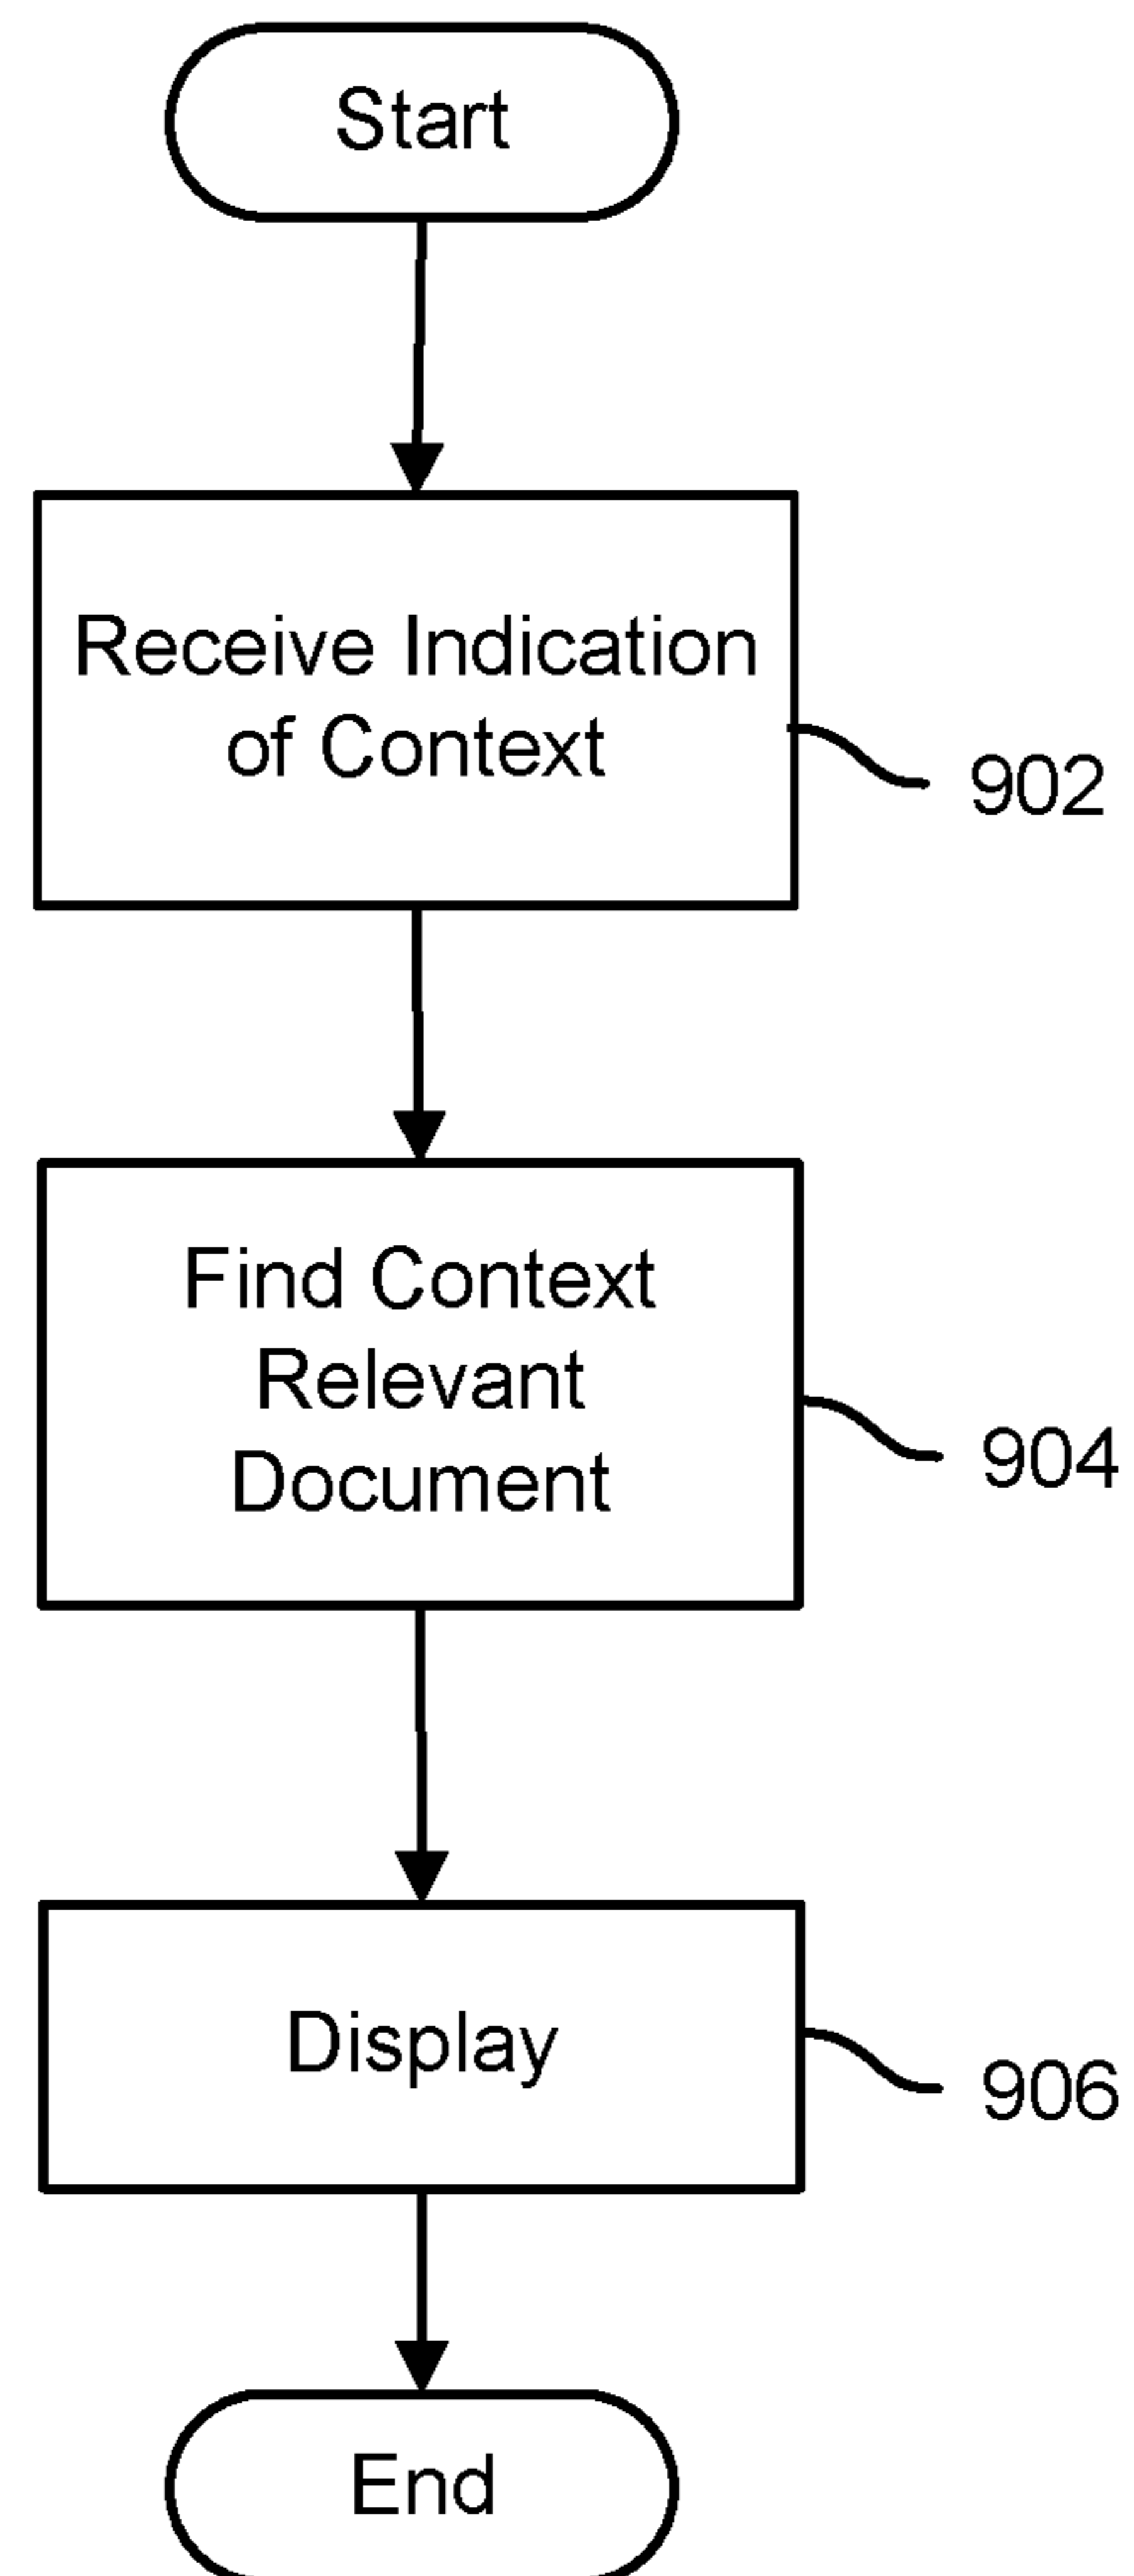 Start
Receive Indication
of Context
902
Find Context
Relevant
Document
904
Display
906
End